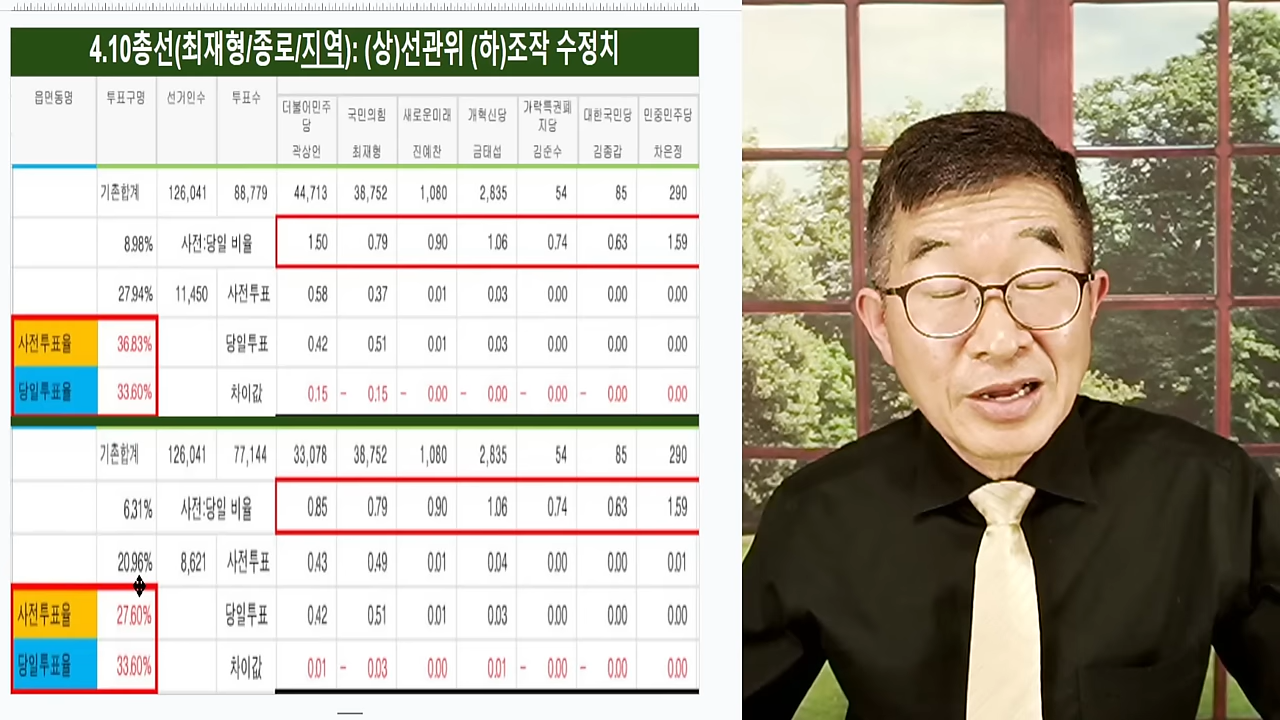 4.10총선(최재형/종로/지역): (상)선관위 (하)조작 수정치
읍면동명 투표구명 선거인수 투표수 더불어민주당 곽상언 국민의힘 최재형 새로운미래 진예찬 개혁신당 금태섭 가락특권폐지당 김준수 대한국민당 김종갑 민중민주당 차은정
기존합계 126,041 88,779 44,713 38,752 1,080 2,835 54 85 290
8.98% 사전:당일 비율 1.50 0.79 0.90 1.06 0.74 0.63 1.59
27.94% 11,450 사전투표 0.58 0.37 0.01 0.03 0.00 0.00 0.00
사전투표율 36.83% 당일투표 0.42 0.51 0.01 0.03 0.00 0.00 0.00
당일투표율 33.60% 차이값 0.15 - 0.15 - 0.00 - 0.00 - 0.00 - 0.00 0.00
기존합계 126,041 77,144 33,078 38,752 1,080 2,835 54 85 290
6.31% 사전:당일 비율 0.85 0.79 0.90 1.06 0.74 0.63 1.59
20.96% 8,621 사전투표 0.43 0.49 0.01 0.04 0.00 0.00 0.01
사전투표율 27.60% 당일투표 0.42 0.51 0.01 0.03 0.00 0.00 0.00
당일투표율 33.60% 차이값 0.01 - 0.03 0.00 0.01 - 0.00 - 0.00 0.00